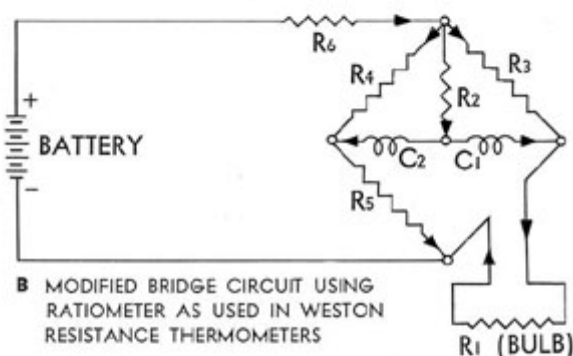 R6
R4
R3
R2
+
BATTERY
C2
C1
−
R5
B MODIFIED BRIDGE CIRCUIT USING
RATIOMETER AS USED IN WESTON
RESISTANCE THERMOMETERS
R1 (BULB)